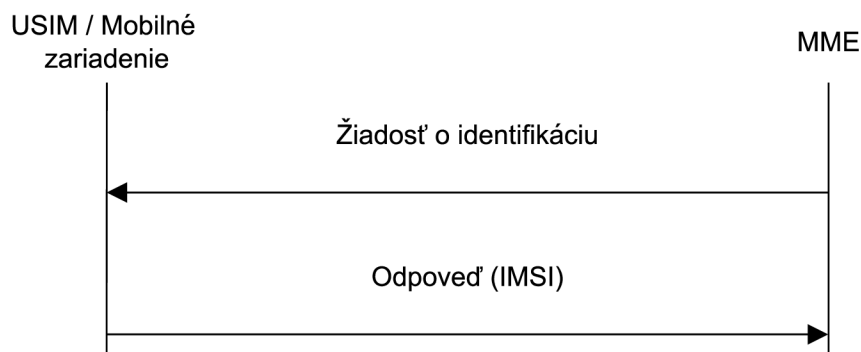 USIM / Mobilné
zariadenie
MME
Žiadosť o identifikáciu
Odpoveď (IMSI)